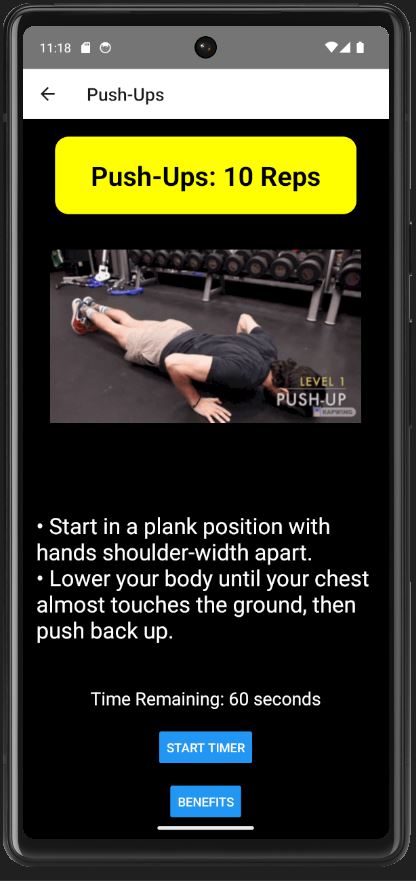 11:18
Push-Ups
Push-Ups: 10 Reps
LEVEL 1
PUSH-UP
KAPWING
• Start in a plank position with
hands shoulder-width apart.
• Lower your body until your chest
almost touches the ground, then
push back up.
Time Remaining: 60 seconds
START TIMER
BENEFITS